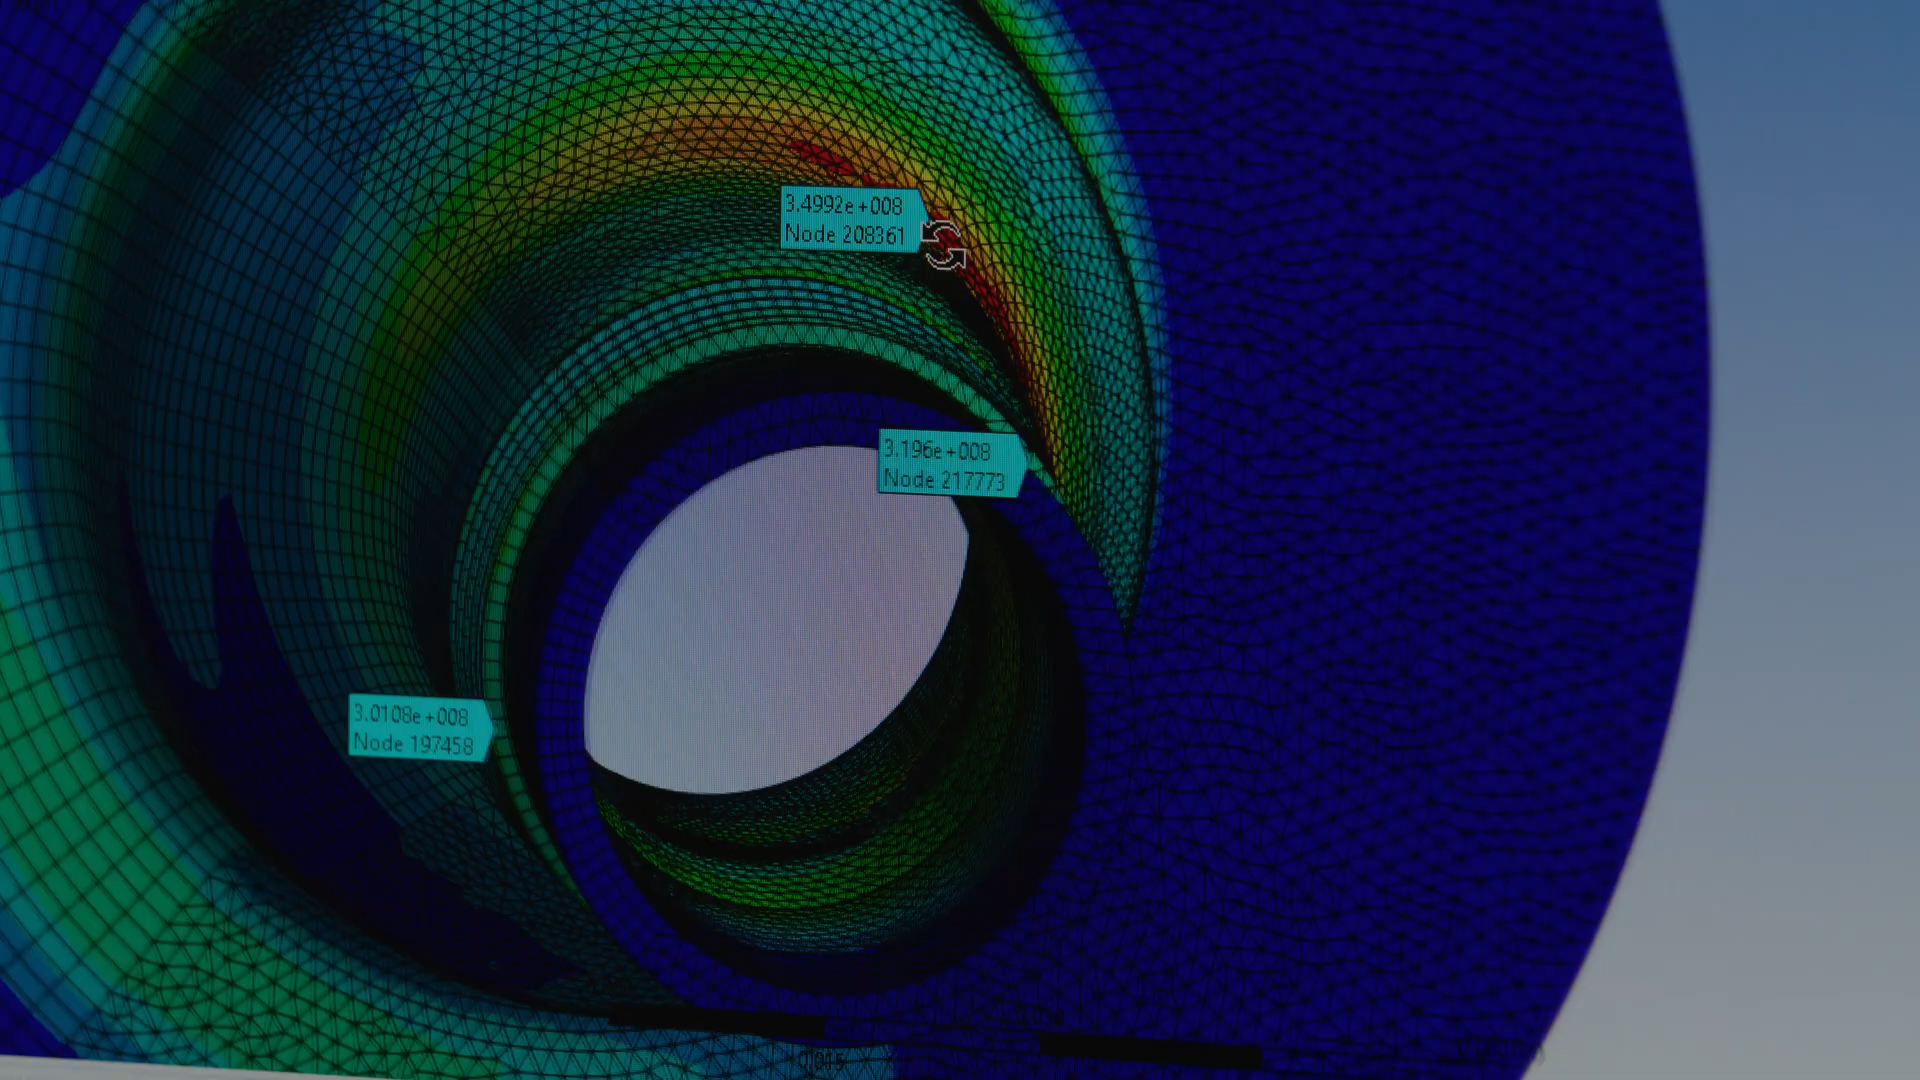 3.4992e+008
Node 208361
3.196e+008
Node 217773
3.0108e+008
Node 197458